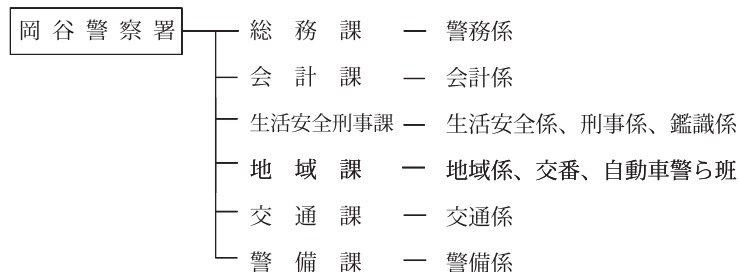 岡谷警察署 総務課 ― 警務係
会計課 ― 会計係
生活安全刑事課 ― 生活安全係、刑事係、鑑識係
地域課 ― 地域係、交番、自動車警ら班
交通課 ― 交通係
警備課 ― 警備係